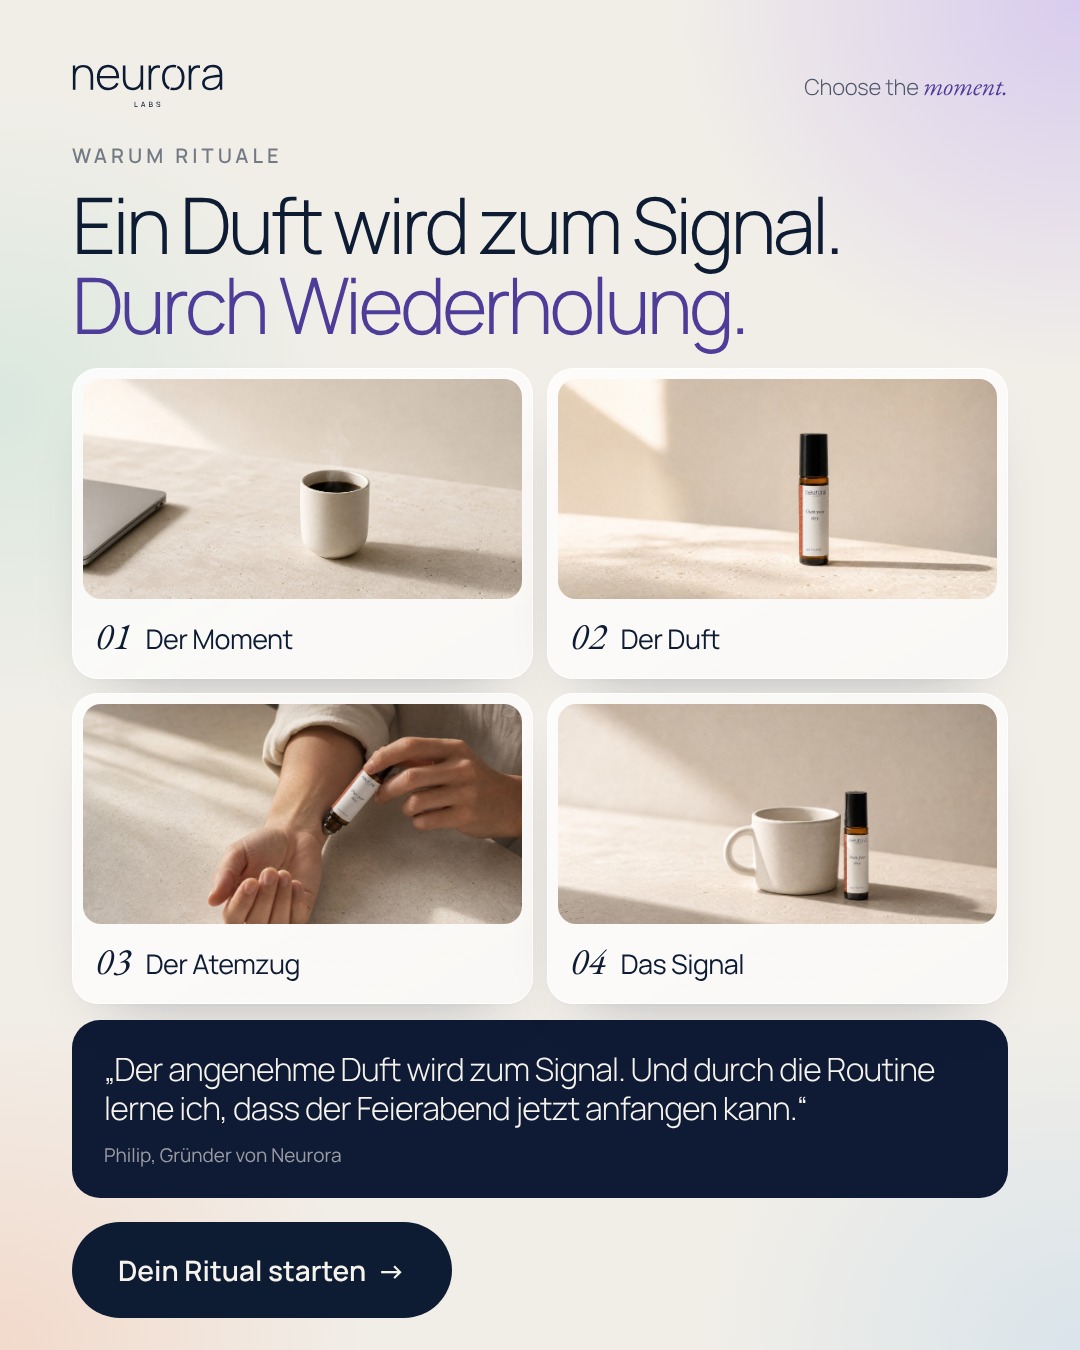 neurora
LABS
Choose the moment.
WARUM RITUALE
Ein Duft wird zum Signal.
Durch Wiederholung.
01 Der Moment
neurora
02 Der Duft
03 Der Atemzug
04 Das Signal
„Der angenehme Duft wird zum Signal. Und durch die Routine
lerne ich, dass der Feierabend jetzt anfangen kann.“
Philip, Gründer von Neurora
Dein Ritual starten →